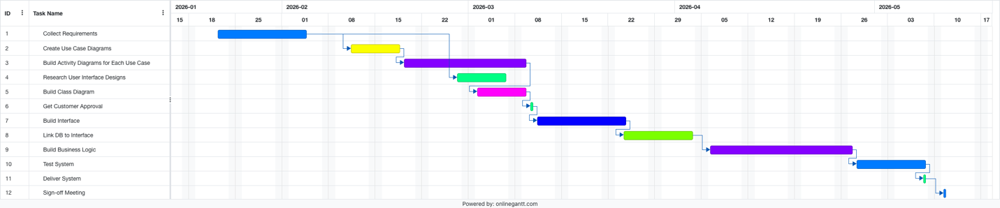 ID ⋮ Task Name ⋮ 2026-01 2026-02 2026-03 2026-04 2026-05
15 18 25 01 08 15 22 01 08 15 22 29 05 12 19 26 03 10 17
1 Collect Requirements
2 Create Use Case Diagrams
3 Build Activity Diagrams for Each Use Case
4 Research User Interface Designs
5 Build Class Diagram
6 Get Customer Approval
7 Build Interface
8 Link DB to Interface
9 Build Business Logic
10 Test System
11 Deliver System
12 Sign-off Meeting
Powered by: onlinegantt.com